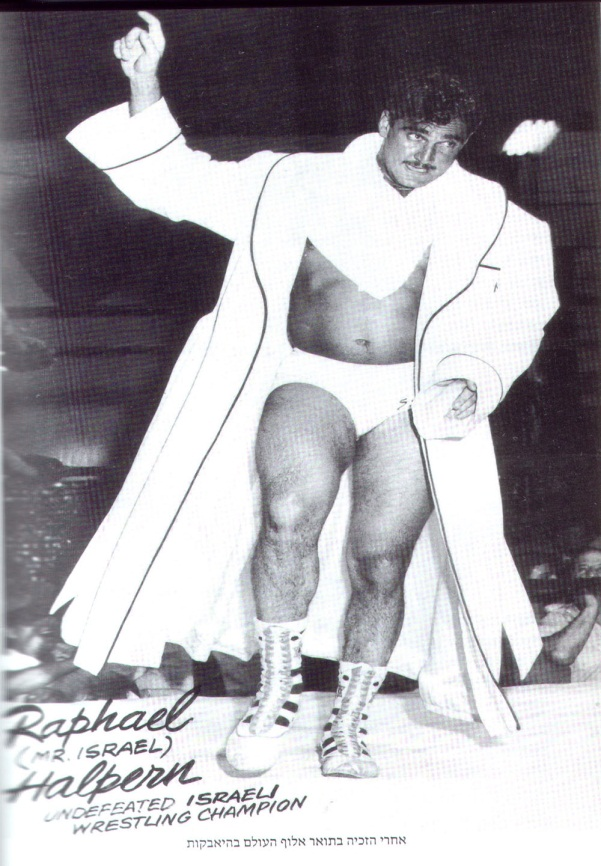 Raphael
(MR. ISRAEL)
Halpern
UNDEFEATED ISRAELI
WRESTLING CHAMPION
אחרי הזכיה בתואר אלוף העולם בהיאבקות